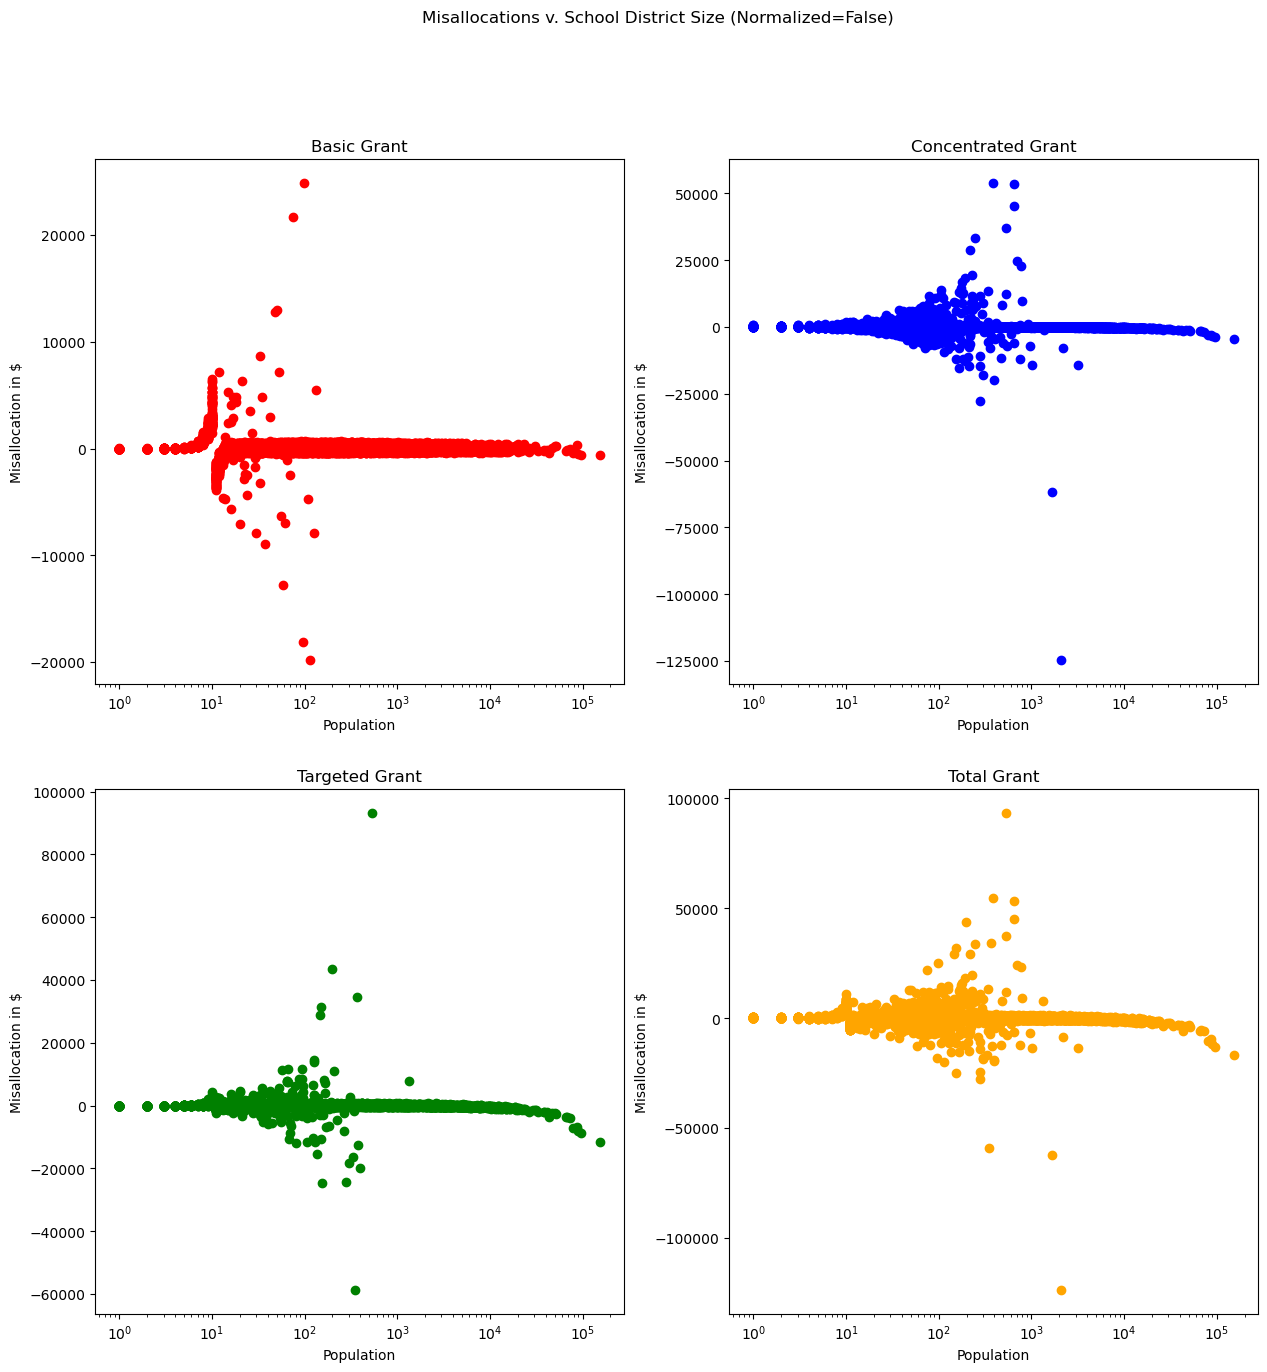 Misallocations v. School District Size (Normalized=False)
Basic Grant
Misallocation in $
20000
10000
0
−10000
−20000
10^0 10^1 10^2 10^3 10^4 10^5
Population
Concentrated Grant
Misallocation in $
50000
25000
0
−25000
−50000
−75000
−100000
−125000
10^0 10^1 10^2 10^3 10^4 10^5
Population
Targeted Grant
Misallocation in $
100000
80000
60000
40000
20000
0
−20000
−40000
−60000
10^0 10^1 10^2 10^3 10^4 10^5
Population
Total Grant
Misallocation in $
100000
50000
0
−50000
−100000
10^0 10^1 10^2 10^3 10^4 10^5
Population